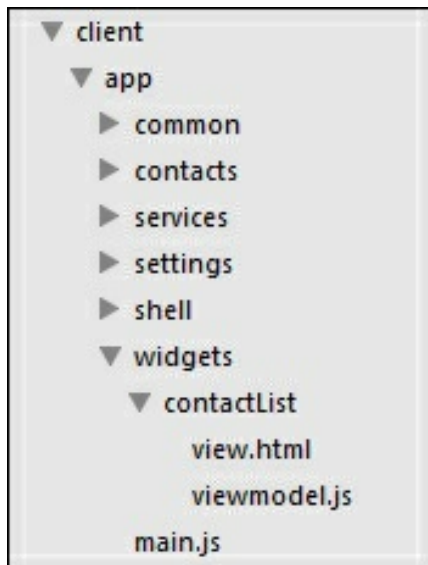 client
app
common
contacts
services
settings
shell
widgets
contactList
view.html
viewmodel.js
main.js